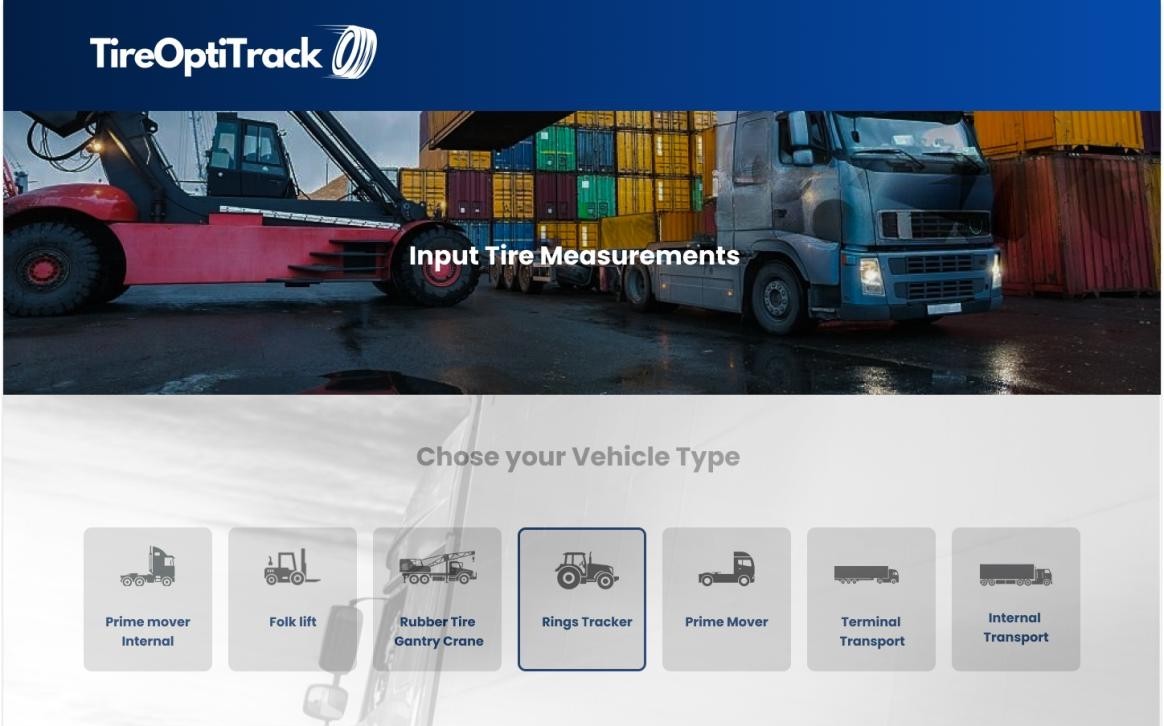 TireOptiTrack
Input Tire Measurements
Chose your Vehicle Type
Prime mover
Internal
Folk lift
Rubber Tire
Gantry Crane
Rings Tracker
Prime Mover
Terminal
Transport
Internal
Transport